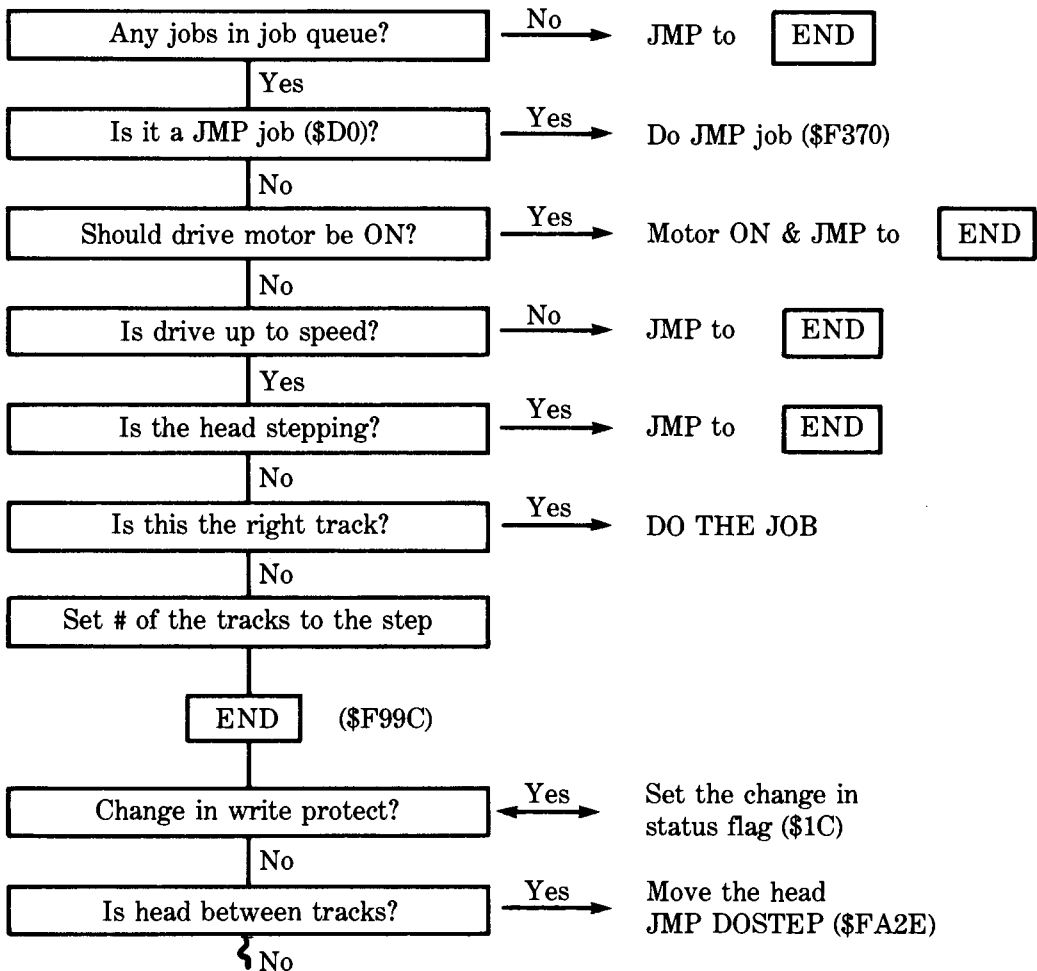 Any jobs in job queue? No JMP to END
Yes
Is it a JMP job ($D0)? Yes Do JMP job ($F370)
No
Should drive motor be ON? Yes Motor ON & JMP to END
No
Is drive up to speed? No JMP to END
Yes
Is the head stepping? Yes JMP to END
No
Is this the right track? Yes DO THE JOB
No
Set # of the tracks to the step
END ($F99C)
Change in write protect? Yes Set the change in
status flag ($1C)
No
Is head between tracks? Yes Move the head
JMP DOSTEP ($FA2E)
No